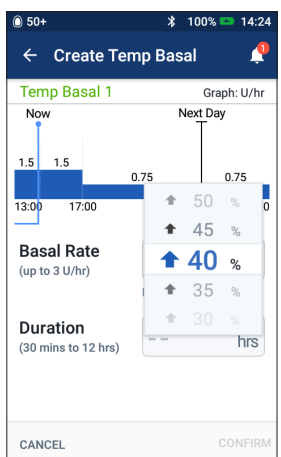 50+ 100% 14:24
Create Temp Basal 1
Temp Basal 1 Graph: U/hr
Now Next Day
1.5 1.5 0.75 0.75
13:00 17:00 0
50 %
45 %
Basal Rate
40 %
(up to 3 U/hr)
35 %
30 %
Duration
(30 mins to 12 hrs) -- hrs
CANCEL CONFIRM